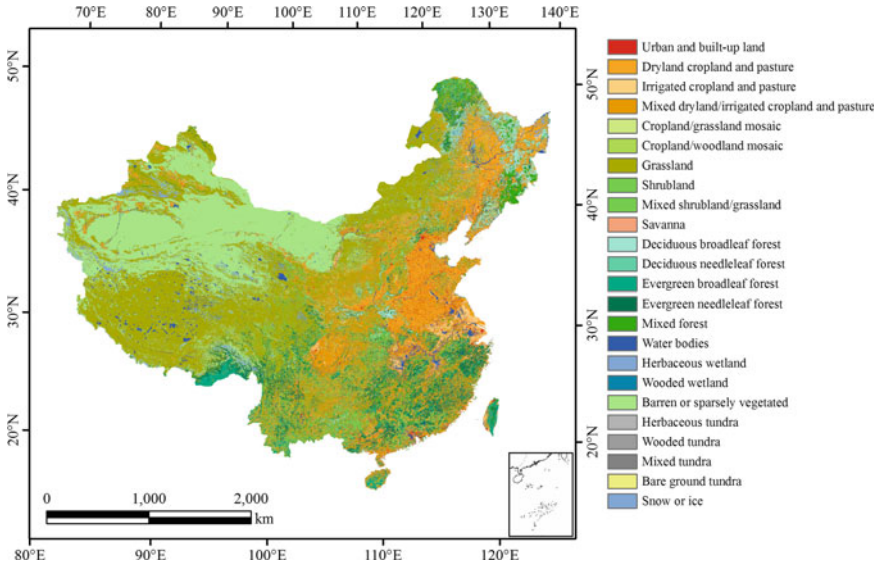 70°E 80°E 90°E 100°E 110°E 120°E 130°E 140°E
50°N
40°N
30°N
20°N
50°N
40°N
30°N
20°N
0 1,000 2,000
km
80°E 90°E 100°E 110°E 120°E
Urban and built-up land
Dryland cropland and pasture
Irrigated cropland and pasture
Mixed dryland/irrigated cropland and pasture
Cropland/grassland mosaic
Cropland/woodland mosaic
Grassland
Shrubland
Mixed shrubland/grassland
Savanna
Deciduous broadleaf forest
Deciduous needleleaf forest
Evergreen broadleaf forest
Evergreen needleleaf forest
Mixed forest
Water bodies
Herbaceous wetland
Wooded wetland
Barren or sparsely vegetated
Herbaceous tundra
Wooded tundra
Mixed tundra
Bare ground tundra
Snow or ice